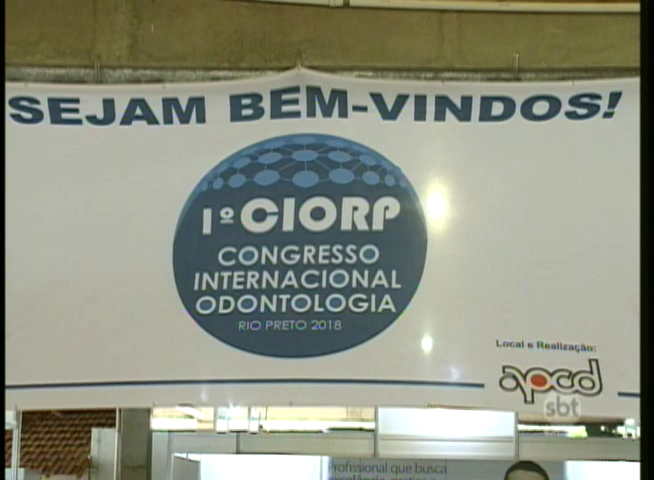 SEJAM BEM-VINDOS!
1º CIORP
CONGRESSO
INTERNACIONAL
ODONTOLOGIA
RIO PRETO 2018
Local e Realização:
apcd
sbt
Profissional que busca